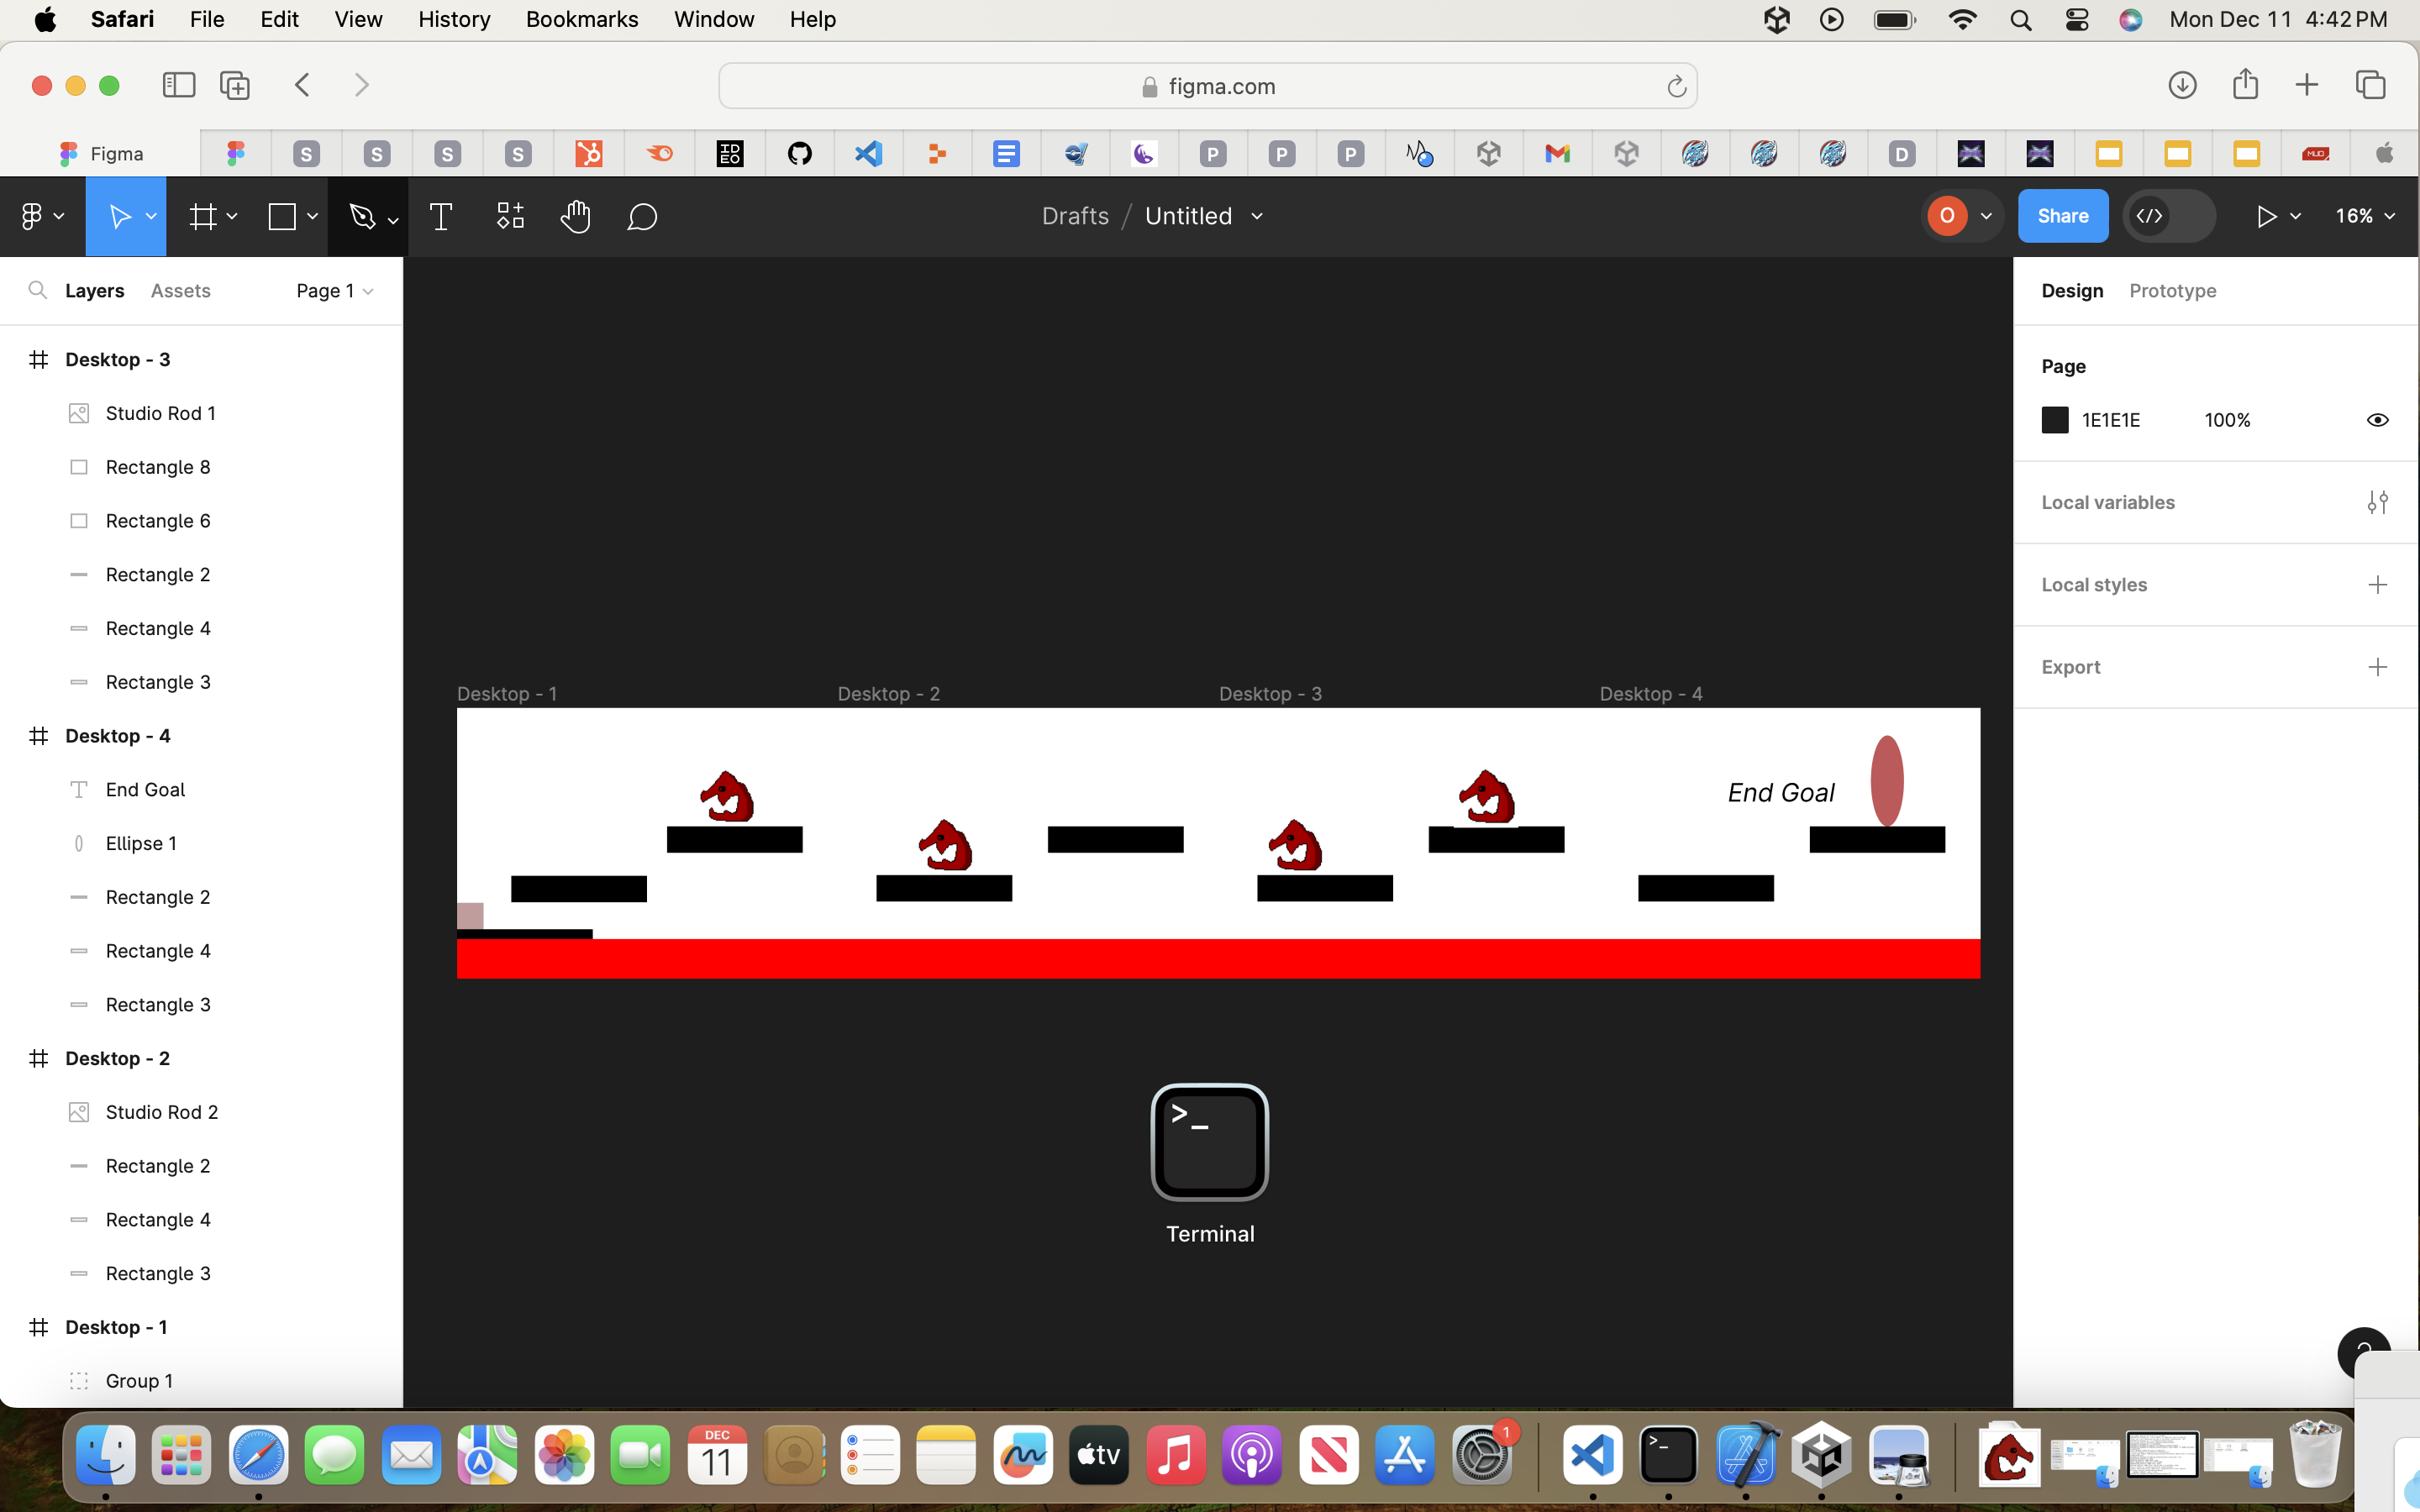 Safari File Edit View History Bookmarks Window Help Mon Dec 11 4:42 PM
figma.com
Figma S S S S IDEO P P P D MUD
Drafts / Untitled O Share </> 16%
Layers Assets Page 1
Desktop - 3
Studio Rod 1
Rectangle 8
Rectangle 6
Rectangle 2
Rectangle 4
Rectangle 3
Desktop - 4
End Goal
Ellipse 1
Rectangle 2
Rectangle 4
Rectangle 3
Desktop - 2
Studio Rod 2
Rectangle 2
Rectangle 4
Rectangle 3
Desktop - 1
Group 1
Desktop - 1 Desktop - 2 Desktop - 3 Desktop - 4
End Goal
>_
Terminal
Design Prototype
Page
1E1E1E 100%
Local variables
Local styles
Export
?
DEC
11
tv
1
>_